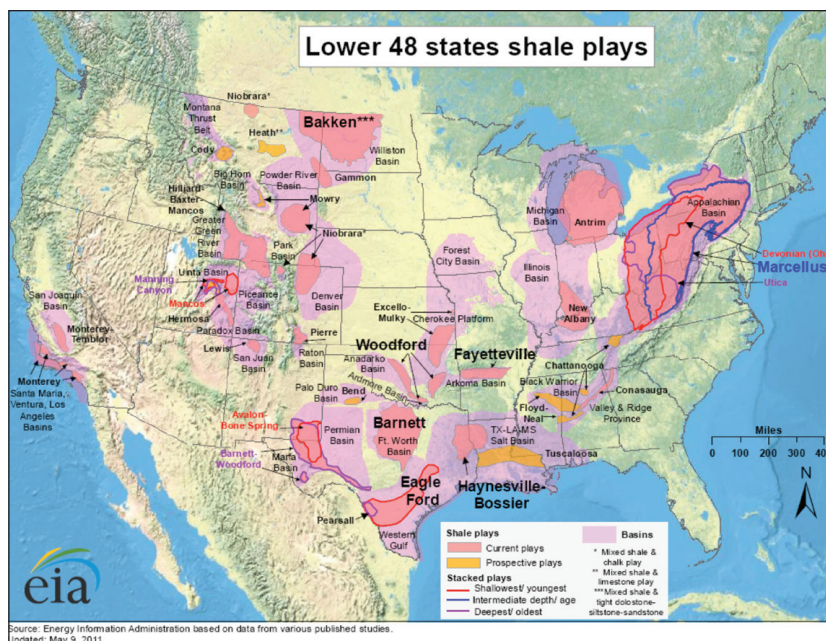 Lower 48 states shale plays
Niobrara*
Montana
Thrust
Belt
Heath**
Bakken***
Cody
Williston
Basin
Big Horn
Basin
Powder River
Basin
Gammon
Hilliard-
Baxter-
Mancos
Mowry
Greater
Green
River
Basin
Niobrara*
Park
Basin
Michigan
Basin
Antrim
Appalachian
Basin
Devonian (Oh
Marcellus
Utica
Forest
City Basin
Illinois
Basin
Uinta Basin
Manning
Canyon
Mancos
Piceance
Basin
Denver
Basin
San Joaquin
Basin
Hermosa
Paradox Basin
Excello-
Mulky
Cherokee Platform
New
Albany
Monterey-
Temblor
Pierre
Lewis
San Juan
Basin
Raton
Basin
Woodford
Anadarko
Basin
Fayetteville
Chattanooga
Monterey
Santa Maria,
Ventura, Los
Angeles
Basins
Palo Duro
Basin
Bend
Ardmore Basin
Arkoma Basin
Black Warrior
Basin
Conasauga
Floyd-
Neal
Valley & Ridge
Province
Avalon-
Bone Spring
Permian
Basin
Barnett
Ft. Worth
Basin
TX-LA-MS
Salt Basin
Tuscaloosa
Barnett-
Woodford
Marfa
Basin
Eagle
Ford
Haynesville-
Bossier
Pearsall
Western
Gulf
Miles
0 100 200 300 40
N
Shale plays
Current plays
Prospective plays
Stacked plays
Shallowest/ youngest
Intermediate depth/ age
Deepest/ oldest
Basins
* Mixed shale &
chalk play
** Mixed shale &
limestone play
***Mixed shale &
tight dolostone-
siltstone-sandstone
eia
Source: Energy Information Administration based on data from various published studies.
Updated: May 9, 2011